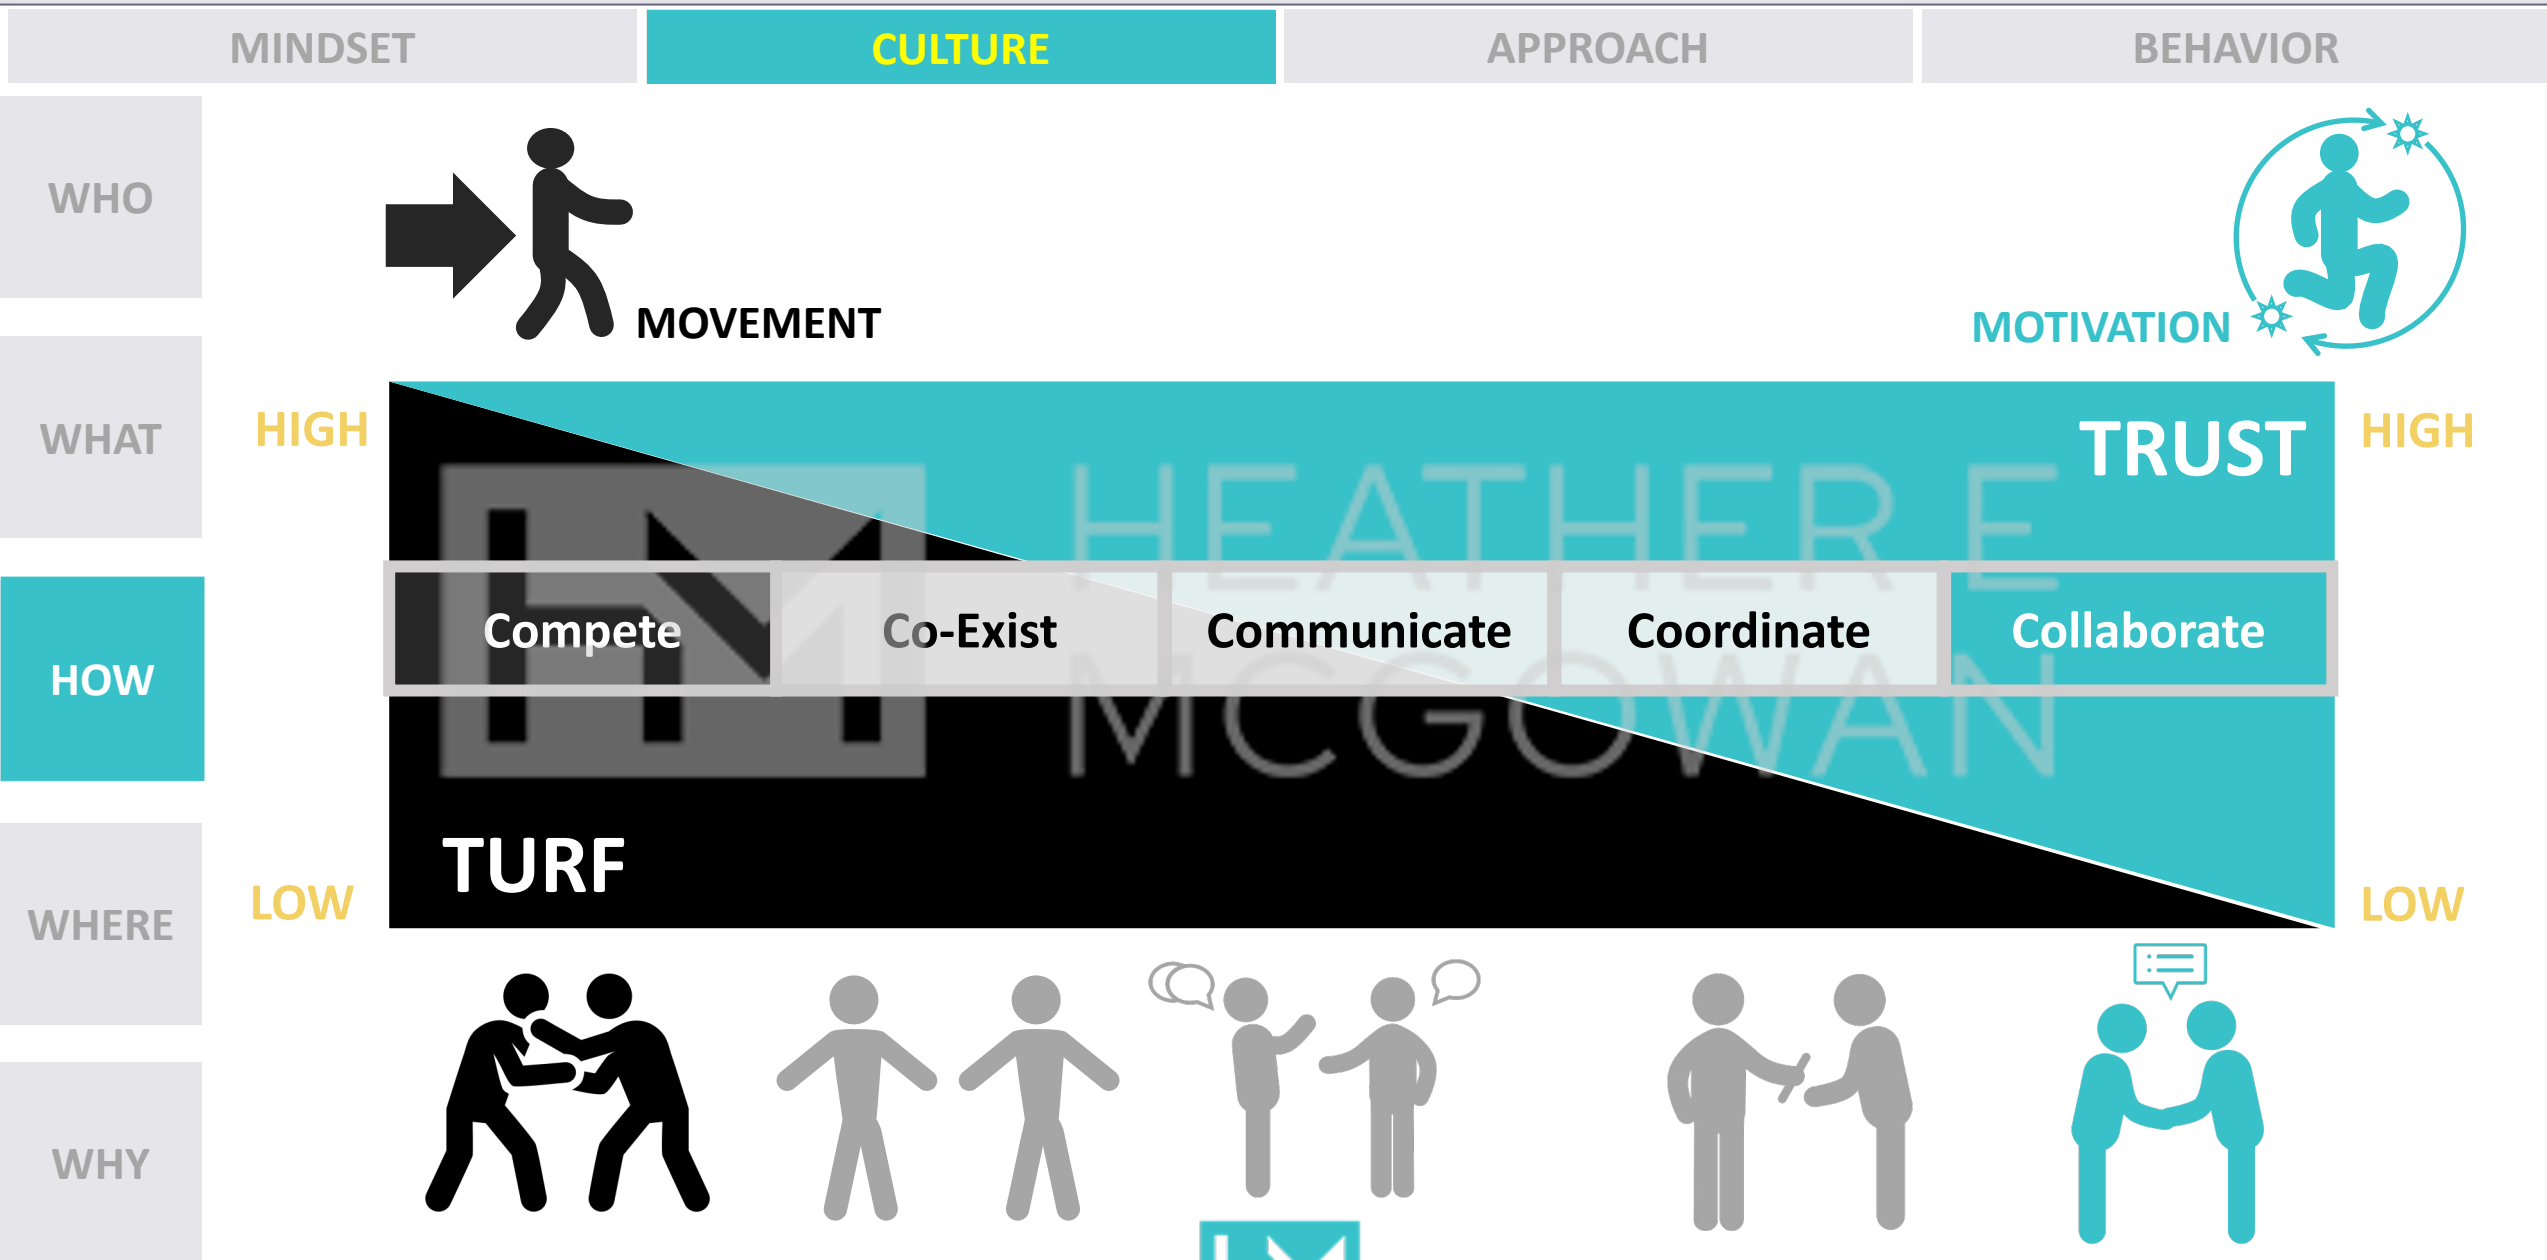 MINDSET
CULTURE
APPROACH
BEHAVIOR
WHO
WHAT
HOW
WHERE
WHY
MOVEMENT
MOTIVATION
HIGH
TRUST
HIGH
HEATHER E
MCGOWAN
Compete
Co-Exist
Communicate
Coordinate
Collaborate
TURF
LOW
LOW